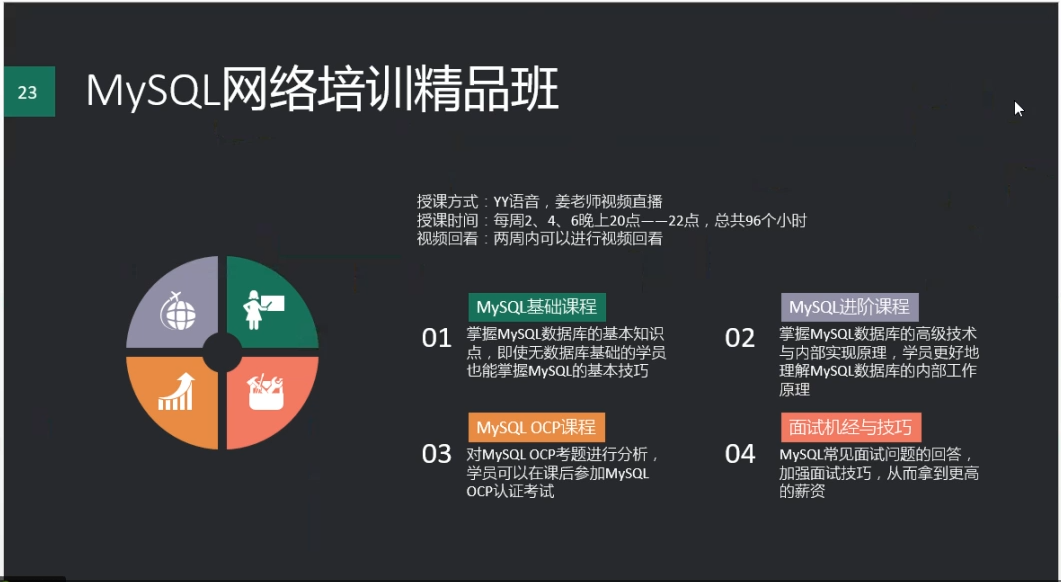 23
MySQL网络培训精品班
授课方式：YY语音，姜老师视频直播
授课时间：每周2、4、6晚上20点——22点，总共96个小时
视频回看：两周内可以进行视频回看
01
MySQL基础课程
掌握MySQL数据库的基本知识
点，即使无数据库基础的学员
也能掌握MySQL的基本技巧
02
MySQL进阶课程
掌握MySQL数据库的高级技术
与内部实现原理，学员更好地
理解MySQL数据库的内部工作
原理
03
MySQL OCP课程
对MySQL OCP考题进行分析，
学员可以在课后参加MySQL
OCP认证考试
04
面试机经与技巧
MySQL常见面试问题的回答，
加强面试技巧，从而拿到更高
的薪资